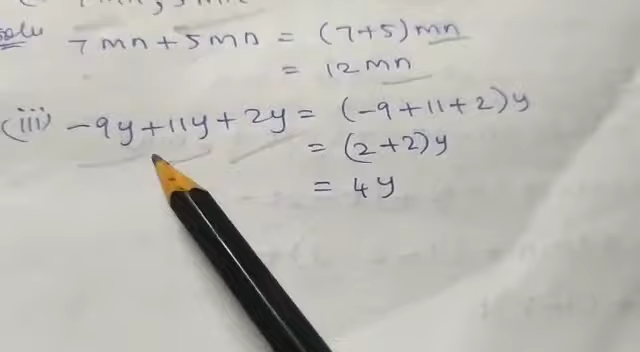 Solu
7mn + 5mn = (7+5)mn
= 12mn
(iii) -9y + 11y + 2y = (-9+11+2)y
= (2+2)y
= 4y